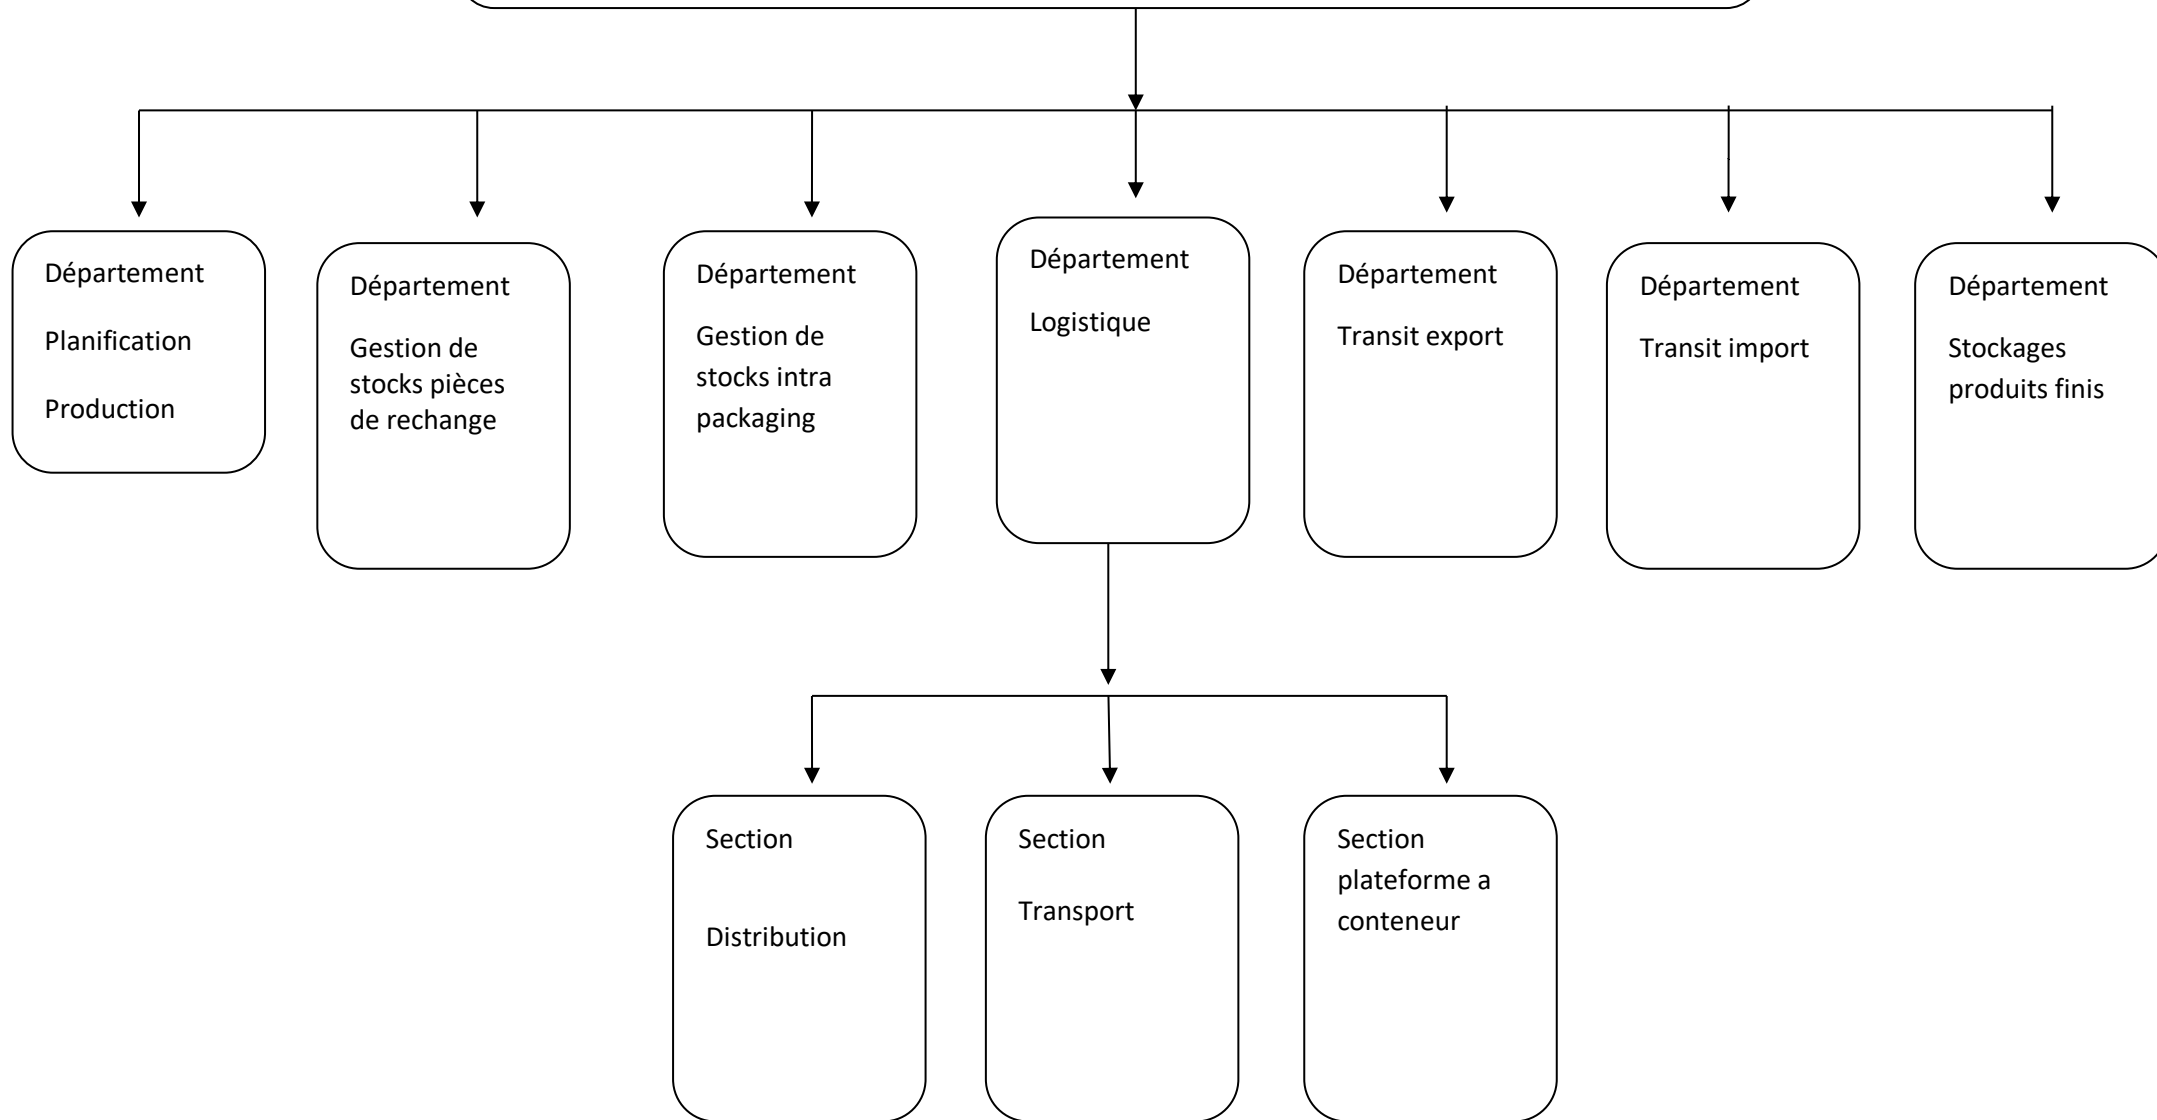 Département
Planification
Production
Département
Gestion de
stocks pièces
de rechange
Département
Gestion de
stocks intra
packaging
Département
Logistique
Département
Transit export
Département
Transit import
Département
Stockages
produits finis
Section
Distribution
Section
Transport
Section
plateforme a
conteneur